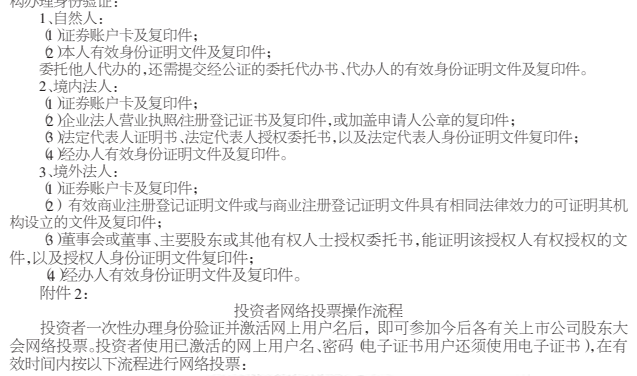 构办理身份验证:
1、自然人:
(1)证券账户卡及复印件;
(2)本人有效身份证明文件及复印件;
委托他人代办的,还需提交经公证的委托代办书、代办人的有效身份证明文件及复印件。
2、境内法人:
(1)证券账户卡及复印件;
(2)企业法人营业执照/注册登记证书及复印件,或加盖申请人公章的复印件;
(3)法定代表人证明书、法定代表人授权委托书,以及法定代表人身份证明文件复印件;
(4)经办人有效身份证明文件及复印件。
3、境外法人:
(1)证券账户卡及复印件;
(2)有效商业注册登记证明文件或与商业注册登记证明文件具有相同法律效力的可证明其机
构设立的文件及复印件;
(3)董事会或董事、主要股东或其他有权人士授权委托书,能证明该授权人有权授权的文
件,以及授权人身份证明文件复印件;
(4)经办人有效身份证明文件及复印件。
附件2:
投资者网络投票操作流程
投资者一次性办理身份验证并激活网上用户名后,即可参加今后各有关上市公司股东大
会网络投票。投资者使用已激活的网上用户名、密码(电子证书用户还须使用电子证书),在有
效时间内按以下流程进行网络投票: